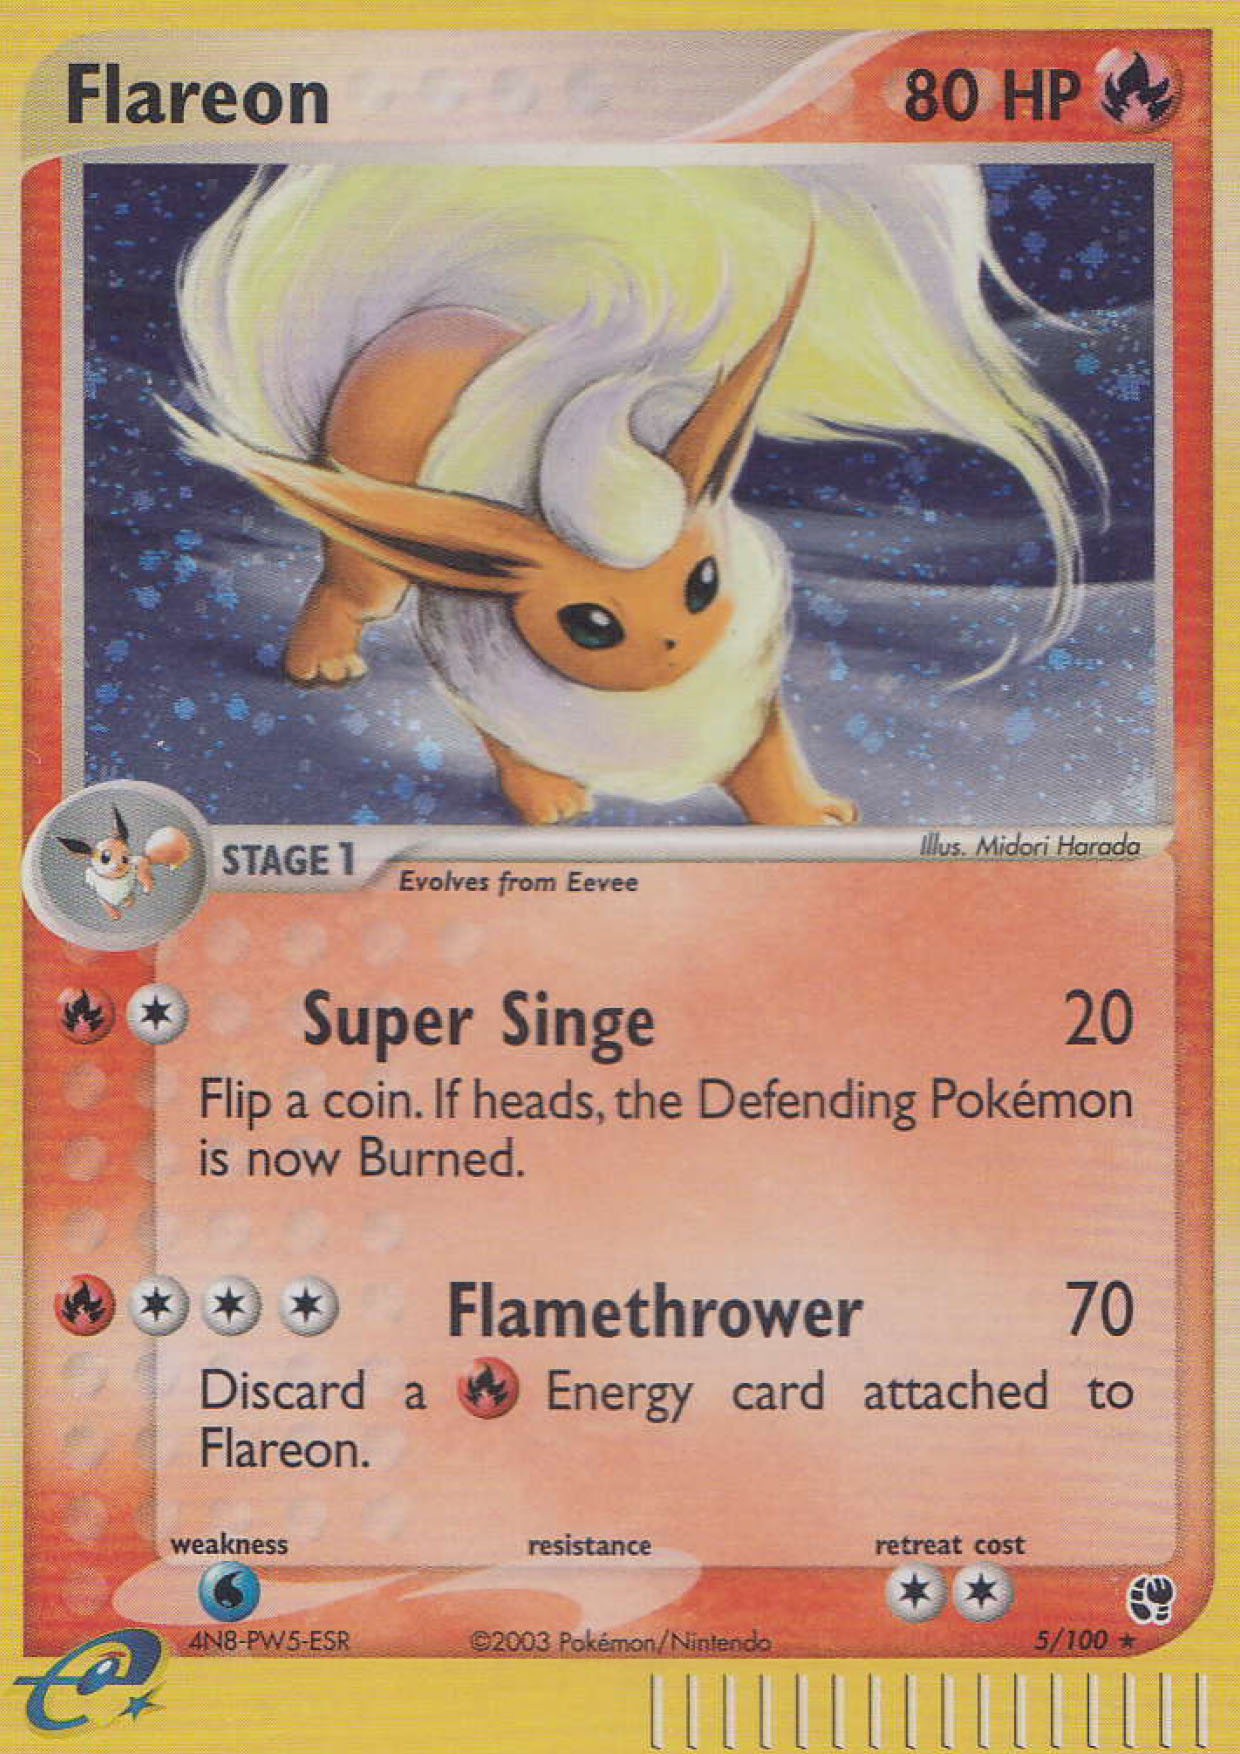 Flareon 80 HP
Illus. Midori Harada
STAGE 1
Evolves from Eevee
Super Singe 20
Flip a coin. If heads, the Defending Pokémon
is now Burned.
Flamethrower 70
Discard a Energy card attached to
Flareon.
weakness resistance retreat cost
4N8-PW5-ESR ©2003 Pokémon/Nintendo 5/100 ★
e